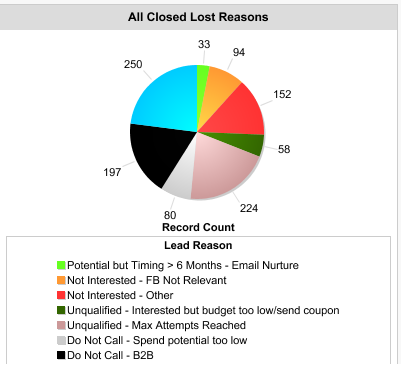 All Closed Lost Reasons
33
94
250
152
58
197
224
80
Record Count
Lead Reason
Potential but Timing > 6 Months - Email Nurture
Not Interested - FB Not Relevant
Not Interested - Other
Unqualified - Interested but budget too low/send coupon
Unqualified - Max Attempts Reached
Do Not Call - Spend potential too low
Do Not Call - B2B